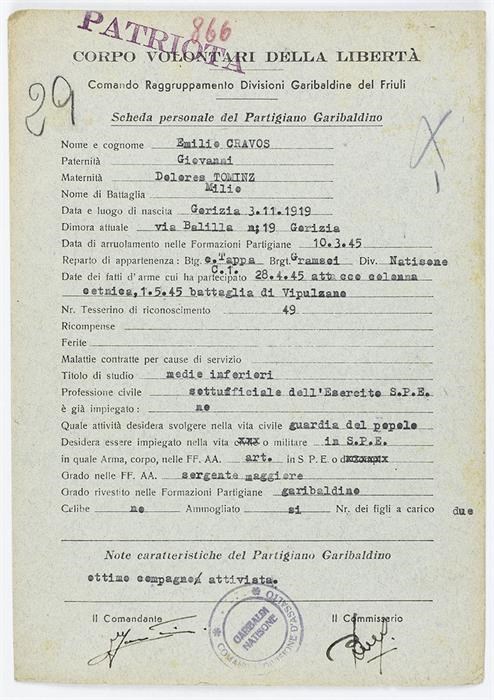 PATRIOTA
866
29
CORPO VOLONTARI DELLA LIBERTÀ
Comando Raggruppamento Divisioni Garibaldine del Friuli
Scheda personale del Partigiano Garibaldino
Nome e cognome Emilio CRAVOS
Paternità Giovanni
Maternità Dolores TOMINZ
Nome di Battaglia Milio
Data e luogo di nascita Gorizia 3.11.1919
Dimora attuale via Balilla n;19 Gorizia
Data di arruolamento nelle Formazioni Partigiane 10.3.45
Reparto di appartenenza: Btg. c.Tappa Brgt. Gramsci Div. Natisone
C.T.
Date dei fatti d'arme cui ha partecipato 28.4.45 attacco colonna
cetnica, 1.5.45 battaglia di Vipulzano
Nr. Tesserino di riconoscimento 49
Ricompense
Ferite
Malattie contratte per cause di servizio
Titolo di studio medie inferiori
Professione civile sottufficiale dell'Esercito S.P.E.
è già impiegato: no
Quale attività desidera svolgere nella vita civile guardia del popolo
Desidera essere impiegato nella vita o militare in S.P.E.
in quale Arma, corpo, nelle FF. AA. art. in S P E. o
Grado nelle FF. AA. sergente maggiore
Grado rivestito nelle Formazioni Partigiane garibaldino
Celibe no Ammogliato si Nr. dei figli a carico due
Note caratteristiche del Partigiano Garibaldino
ottimo compagno/ attivista.
Il Comandante Il Commissario
GARIBALDI
NATISONE
COMANDO DIVISIONE D'ASSALTO